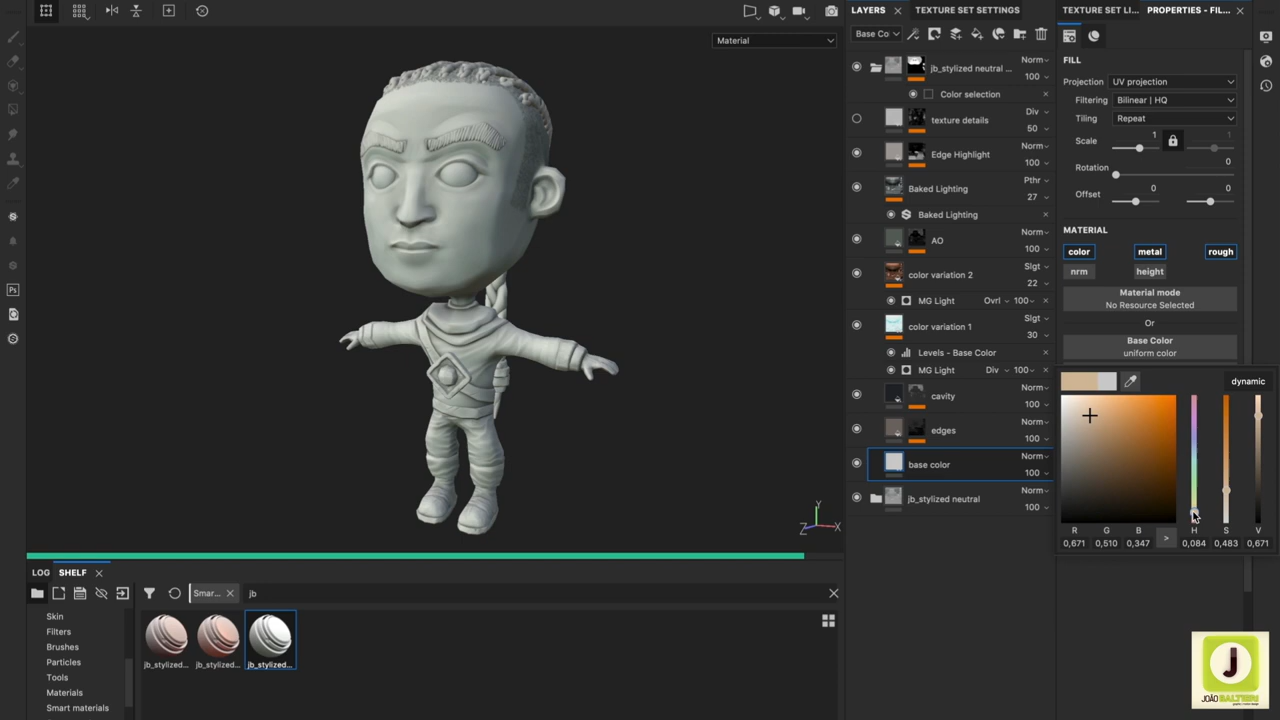 LAYERS
TEXTURE SET SETTINGS
TEXTURE SET LI...
PROPERTIES - FIL...
Material
Base Co
jb_stylized neutral ...
Norm
100
Color selection
texture details
Div
50
Edge Highlight
Norm
100
Baked Lighting
Pthr
27
Baked Lighting
AO
Norm
100
color variation 2
Slgt
22
MG Light
Ovrl
100
color variation 1
Slgt
30
Levels - Base Color
MG Light
Div
100
cavity
Norm
100
edges
Norm
100
base color
Norm
100
jb_stylized neutral
Norm
100
FILL
Projection
UV projection
Filtering
Bilinear | HQ
Tiling
Repeat
Scale
1
1
Rotation
0
Offset
0
0
MATERIAL
color
metal
rough
nrm
height
Material mode
No Resource Selected
Or
Base Color
uniform color
dynamic
R G B > H S V
0,671 0,510 0,347 0,084 0,483 0,671
Y
Z
X
LOG
SHELF
Smar...
jb
Skin
Filters
Brushes
Particles
Tools
Materials
Smart materials
jb_stylized...
jb_stylized...
jb_stylized...
Ps
J
JOÃO BALTIERI